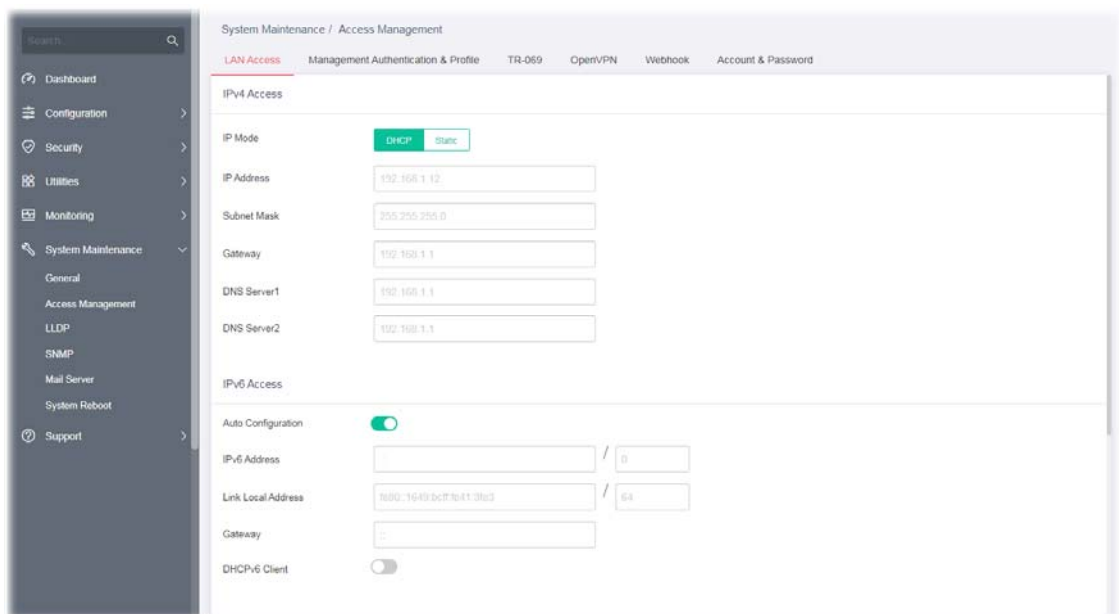 Search...
Dashboard
Configuration
Security
Utilities
Monitoring
System Maintenance
General
Access Management
LLDP
SNMP
Mail Server
System Reboot
Support
System Maintenance / Access Management
LAN Access Management Authentication & Profile TR-069 OpenVPN Webhook Account & Password
IPv4 Access
IP Mode DHCP Static
IP Address 192.168.1.12
Subnet Mask 255.255.255.0
Gateway 192.168.1.1
DNS Server1 192.168.1.1
DNS Server2 192.168.1.1
IPv6 Access
Auto Configuration
IPv6 Address / 0
Link Local Address / 64
Gateway ::
DHCPv6 Client